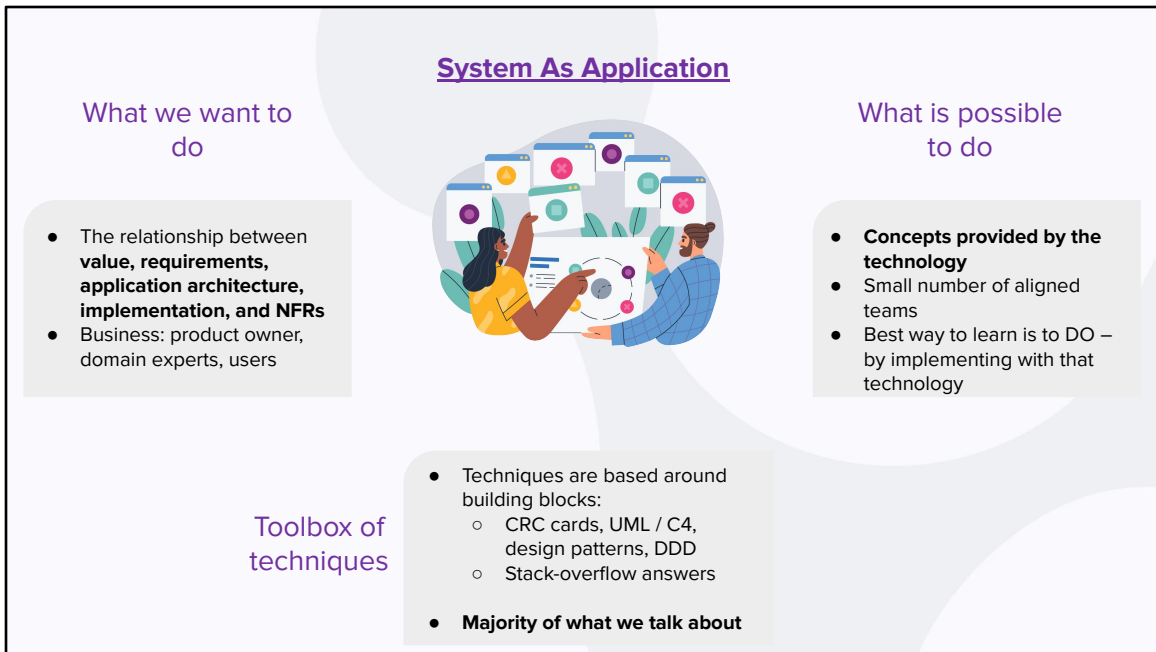 System As Application
What we want to
do
● The relationship between
value, requirements,
application architecture,
implementation, and NFRs
● Business: product owner,
domain experts, users
What is possible
to do
● Concepts provided by the
technology
● Small number of aligned
teams
● Best way to learn is to DO –
by implementing with that
technology
Toolbox of
techniques
● Techniques are based around
building blocks:
○ CRC cards, UML / C4,
design patterns, DDD
○ Stack-overflow answers
● Majority of what we talk about